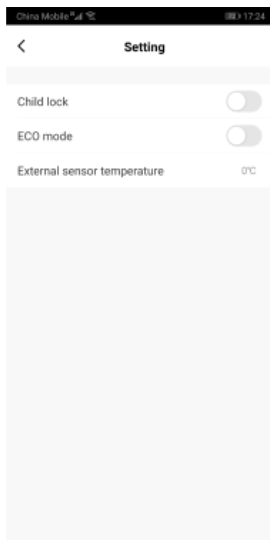 China Mobile 17:24
Setting
Child lock
ECO mode
External sensor temperature 0℃